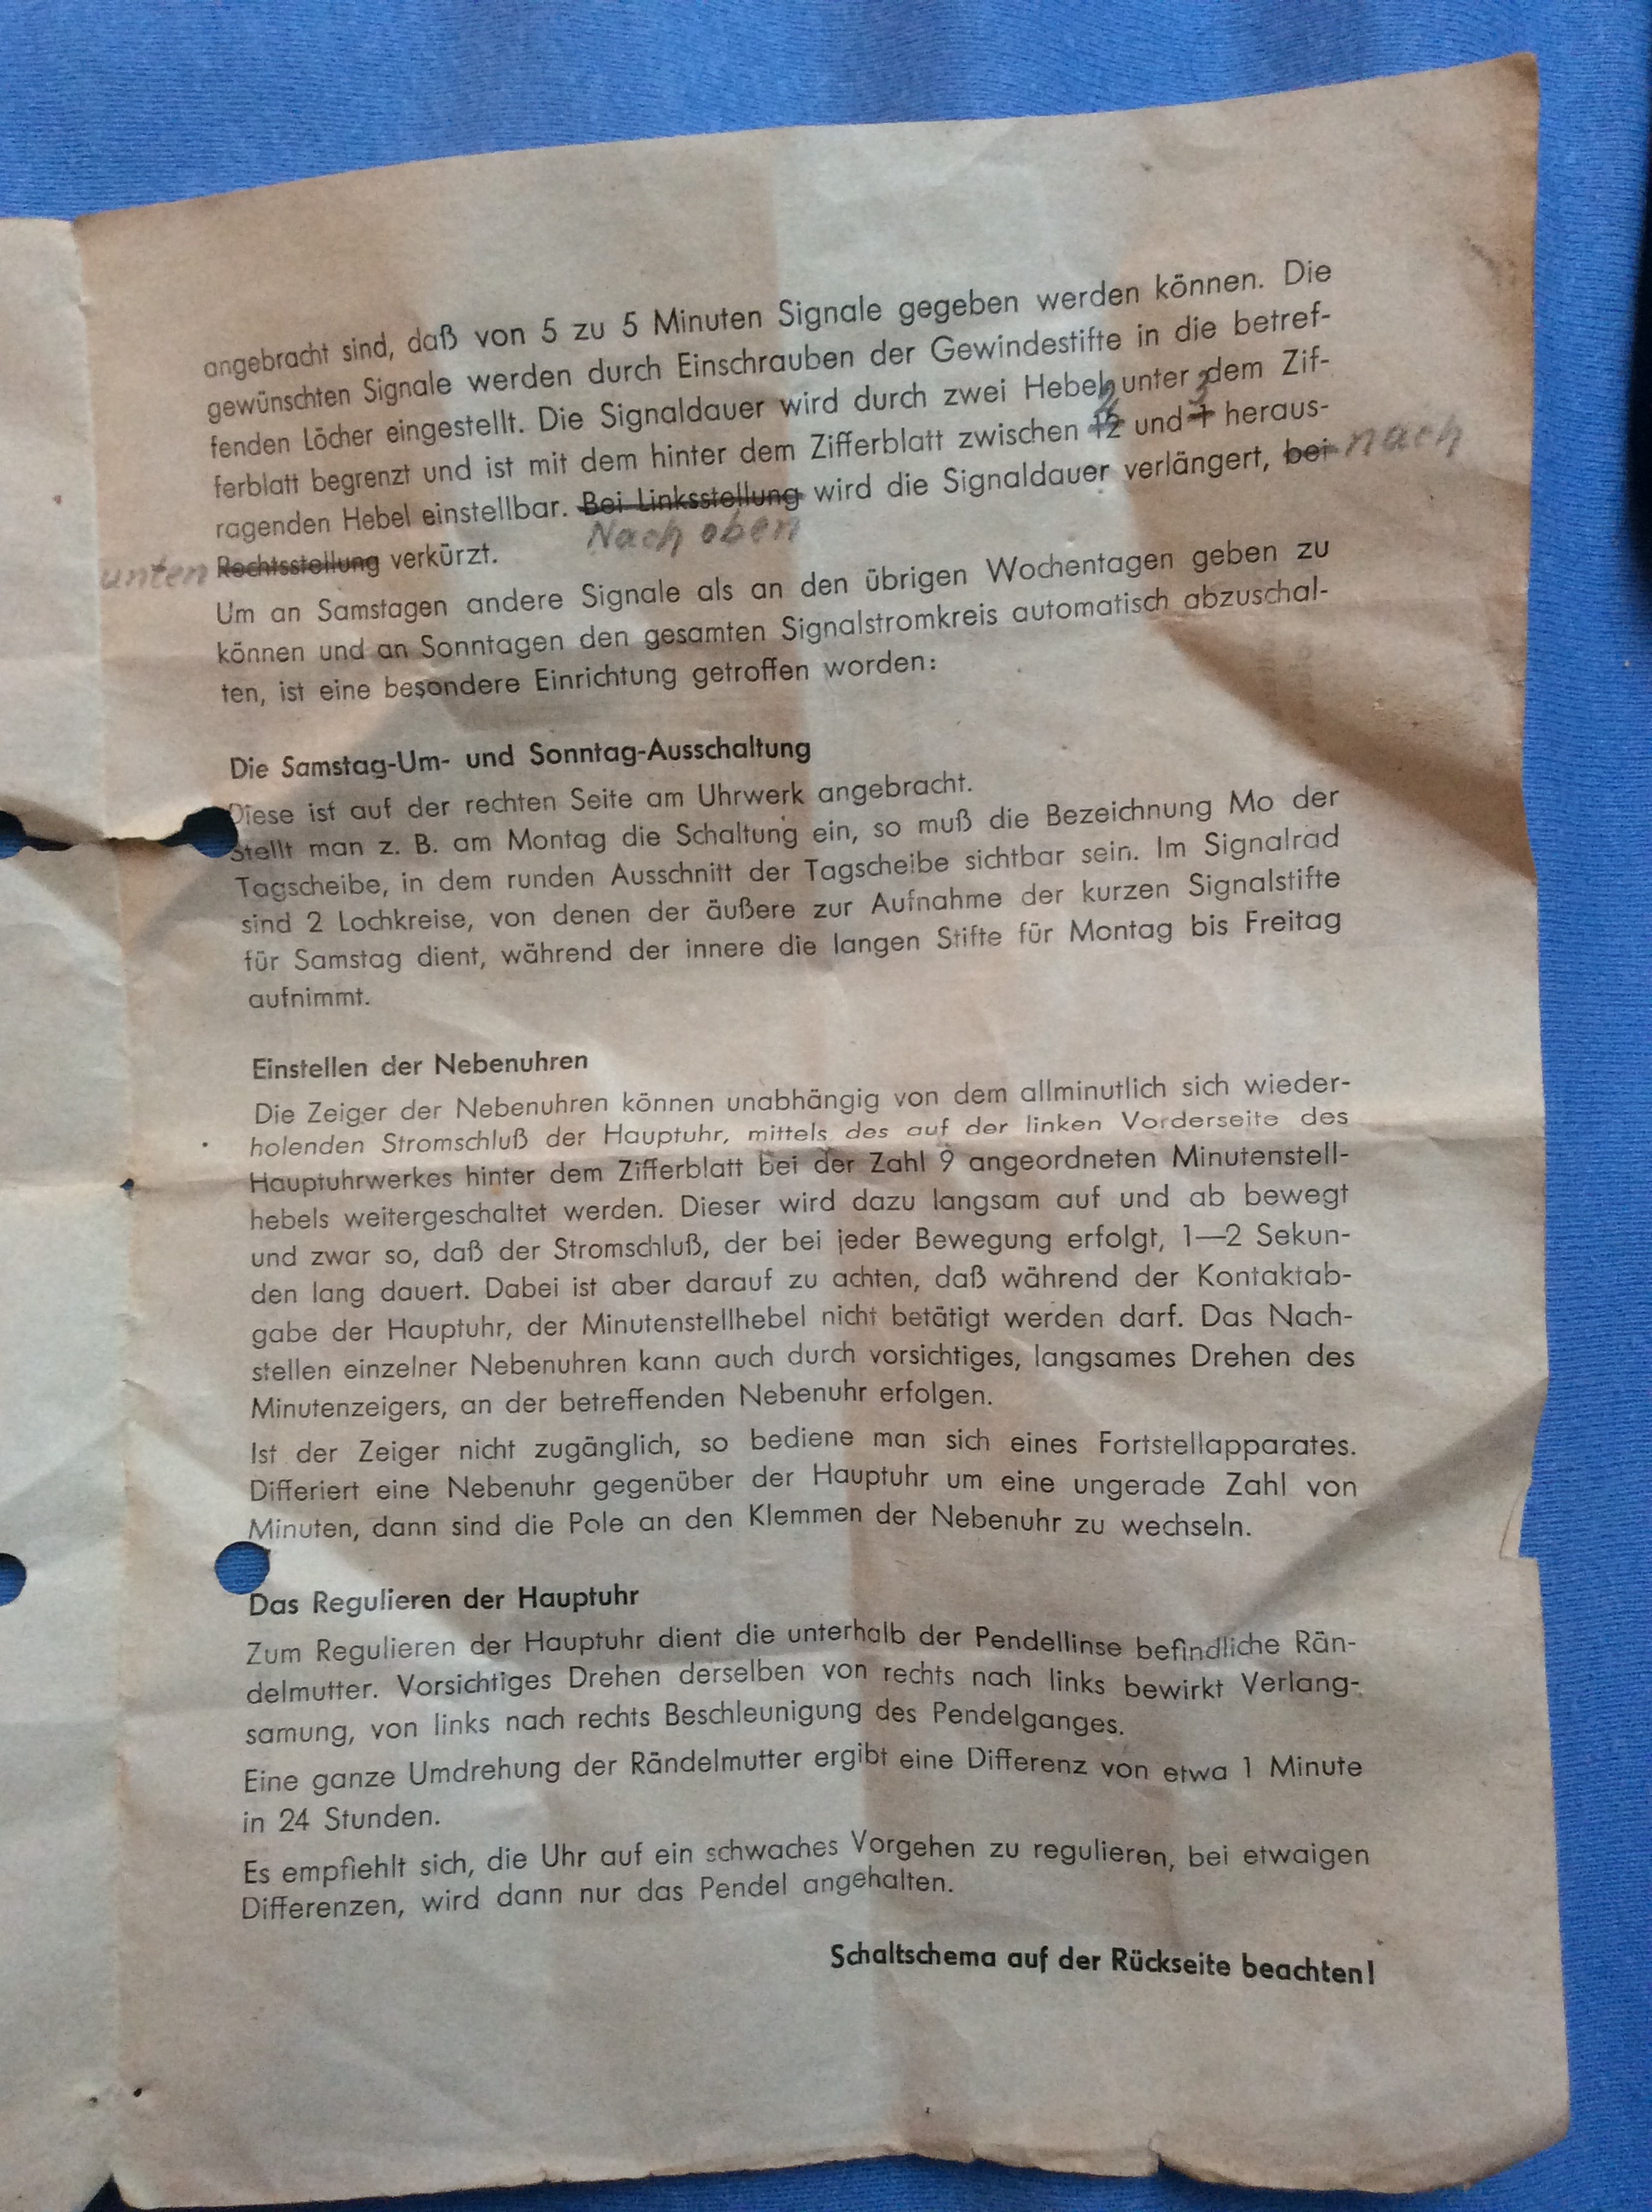 angebracht sind, daß von 5 zu 5 Minuten Signale gegeben werden können. Die
gewünschten Signale werden durch Einschrauben der Gewindestifte in die betref-
fenden Löcher eingestellt. Die Signaldauer wird durch zwei Hebel unter dem Zif-
ferblatt begrenzt und ist mit dem hinter dem Zifferblatt zwischen 12 und 1 3 heraus-
ragenden Hebel einstellbar. Bei Linksstellung wird die Signaldauer verlängert, bei nach
Nach oben
unten Rechtsstellung verkürzt.
Um an Samstagen andere Signale als an den übrigen Wochentagen geben zu
können und an Sonntagen den gesamten Signalstromkreis automatisch abzuschal-
ten, ist eine besondere Einrichtung getroffen worden:
Die Samstag-Um- und Sonntag-Ausschaltung
Diese ist auf der rechten Seite am Uhrwerk angebracht.
Stellt man z. B. am Montag die Schaltung ein, so muß die Bezeichnung Mo der
Tagscheibe, in dem runden Ausschnitt der Tagscheibe sichtbar sein. Im Signalrad
sind 2 Lochkreise, von denen der äußere zur Aufnahme der kurzen Signalstifte
für Samstag dient, während der innere die langen Stifte für Montag bis Freitag
aufnimmt.
Einstellen der Nebenuhren
Die Zeiger der Nebenuhren können unabhängig von dem allminutlich sich wieder-
holenden Stromschluß der Hauptuhr, mittels des auf der linken Vorderseite des
Hauptuhrwerkes hinter dem Zifferblatt bei der Zahl 9 angeordneten Minutenstell-
hebels weitergeschaltet werden. Dieser wird dazu langsam auf und ab bewegt
und zwar so, daß der Stromschluß, der bei jeder Bewegung erfolgt, 1—2 Sekun-
den lang dauert. Dabei ist aber darauf zu achten, daß während der Kontaktab-
gabe der Hauptuhr, der Minutenstellhebel nicht betätigt werden darf. Das Nach-
stellen einzelner Nebenuhren kann auch durch vorsichtiges, langsames Drehen des
Minutenzeigers, an der betreffenden Nebenuhr erfolgen.
Ist der Zeiger nicht zugänglich, so bediene man sich eines Fortstellapparates.
Differiert eine Nebenuhr gegenüber der Hauptuhr um eine ungerade Zahl von
Minuten, dann sind die Pole an den Klemmen der Nebenuhr zu wechseln.
Das Regulieren der Hauptuhr
Zum Regulieren der Hauptuhr dient die unterhalb der Pendellinse befindliche Rän-
delmutter. Vorsichtiges Drehen derselben von rechts nach links bewirkt Verlang-
samung, von links nach rechts Beschleunigung des Pendelganges.
Eine ganze Umdrehung der Rändelmutter ergibt eine Differenz von etwa 1 Minute
in 24 Stunden.
Es empfiehlt sich, die Uhr auf ein schwaches Vorgehen zu regulieren, bei etwaigen
Differenzen, wird dann nur das Pendel angehalten.
Schaltschema auf der Rückseite beachten!